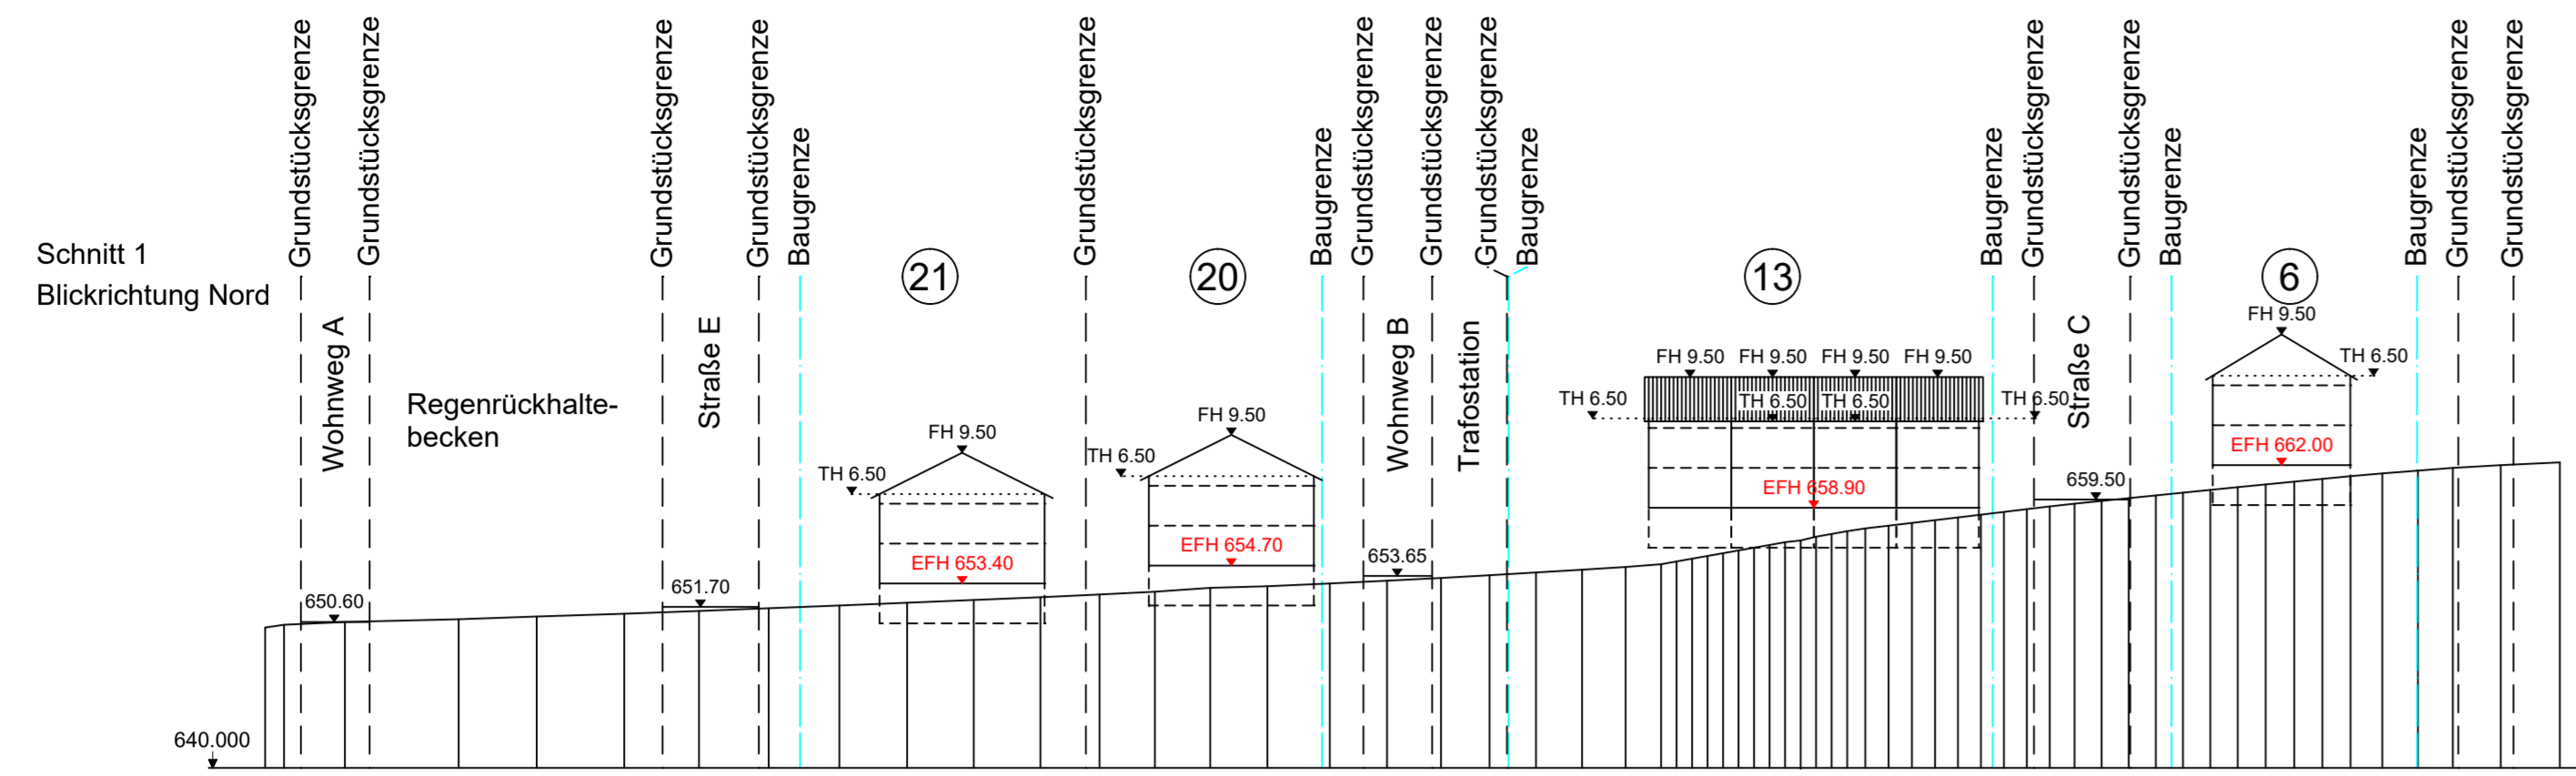 Grundstücksgrenze
Grundstücksgrenze
Grundstücksgrenze
Grundstücksgrenze
Baugrenze
Grundstücksgrenze
Baugrenze
Grundstücksgrenze
Grundstücksgrenze
Grundstücksgrenze
Baugrenze
Baugrenze
Grundstücksgrenze
Grundstücksgrenze
Baugrenze
Baugrenze
Grundstücksgrenze
Grundstücksgrenze
Schnitt 1
Blickrichtung Nord
21
20
13
6
Wohnweg A
Regenrückhalte-
becken
Straße E
Wohnweg B
Trafostation
Straße C
FH 9.50
TH 6.50
EFH 662.00
FH 9.50 FH 9.50 FH 9.50 FH 9.50
TH 6.50 TH 6.50 TH 6.50 TH 6.50
EFH 658.90
659.50
FH 9.50
TH 6.50
EFH 653.40
FH 9.50
TH 6.50
EFH 654.70
653.65
650.60
651.70
640.000